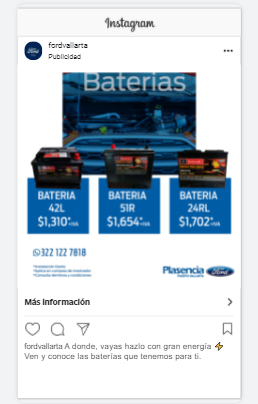 Instagram
fordvallarta
Publicidad
Baterias
BATERIA
42L
$1,310*+IVA
BATERIA
51R
$1,654*+IVA
BATERIA
24RL
$1,702*+IVA
322 122 7818
Plasencia Ford
Más información
fordvallarta A donde, vayas hazlo con gran energía ⚡
Ven y conoce las baterías que tenemos para ti.